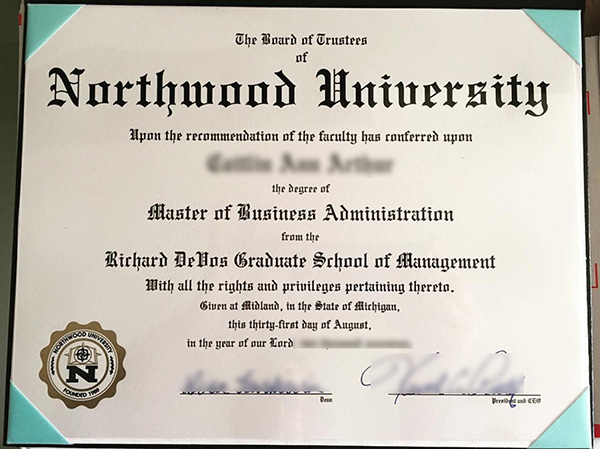 The Board of Trustees
of
Northwood University
Upon the recommendation of the faculty has conferred upon
the degree of
Master of Business Administration
from the
Richard DeVos Graduate School of Management
With all the rights and privileges pertaining thereto.
Given at Midland, in the State of Michigan,
this thirty-first day of August,
in the year of our Lord
NORTHWOOD UNIVERSITY
N
FOUNDED 1959
Dean
President and CEO